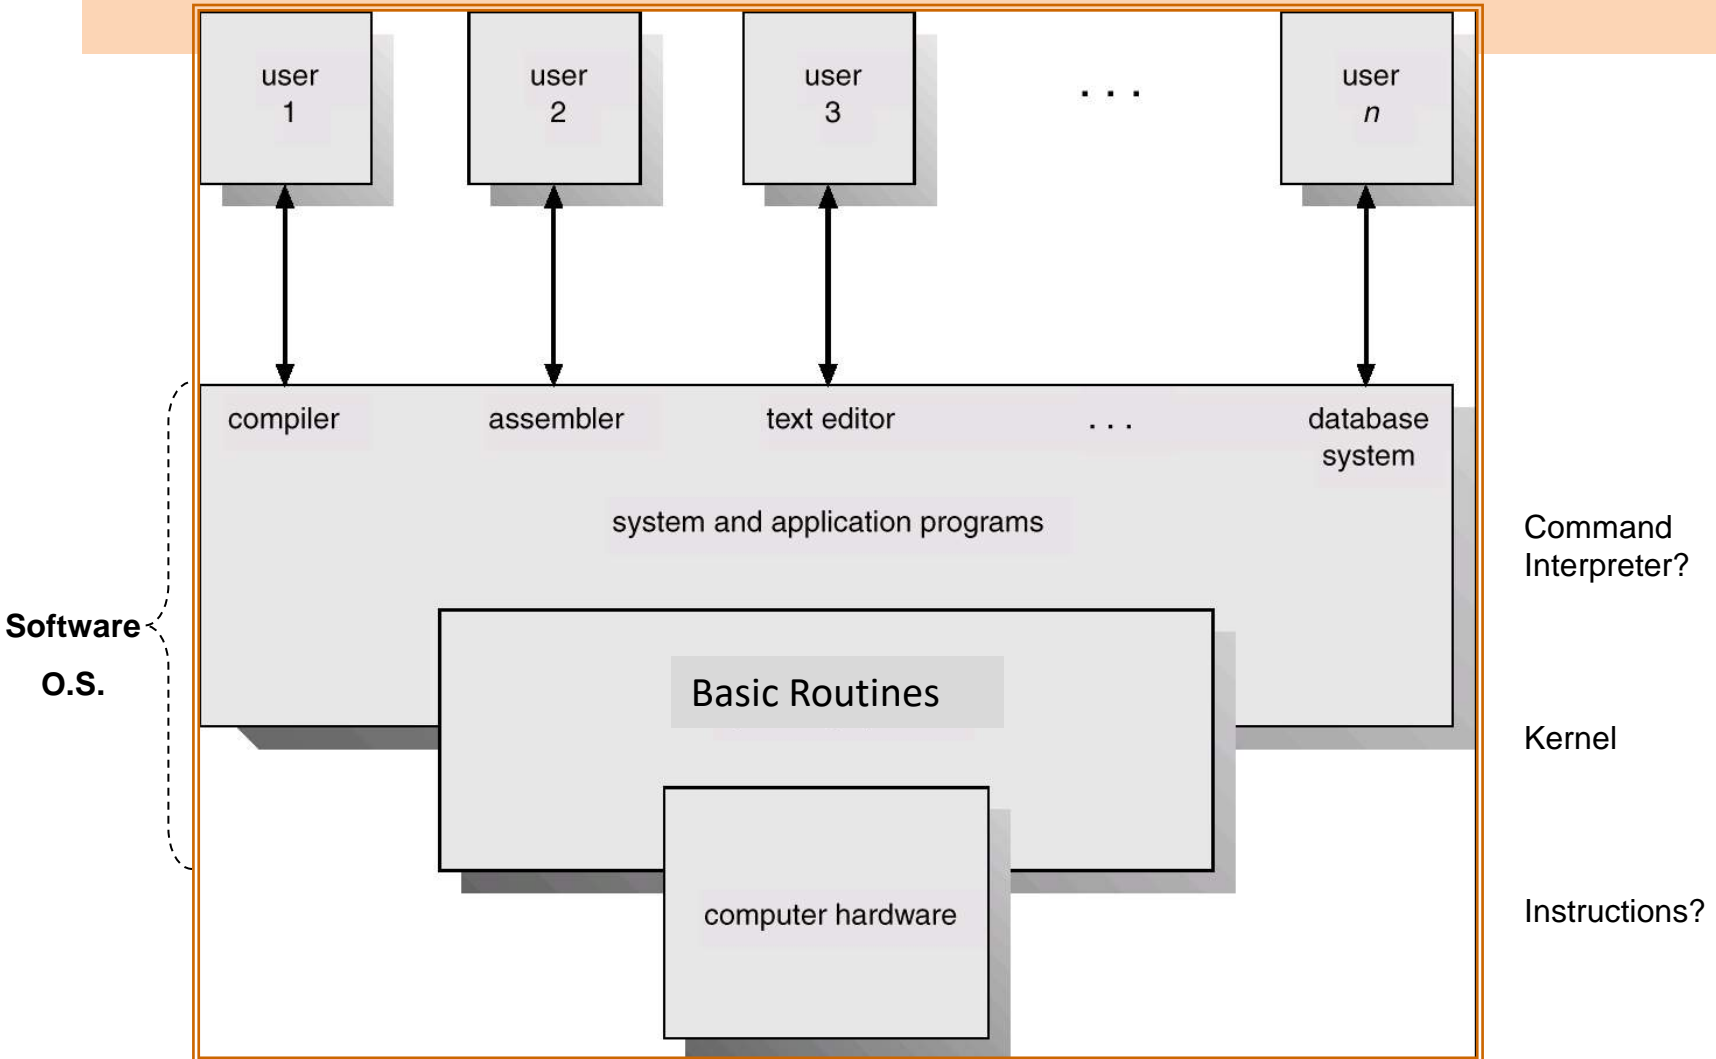 user
1
user
2
user
3
. . .
user
n
compiler
assembler
text editor
. . .
database
system
system and application programs
Command
Interpreter?
Software
O.S.
Basic Routines
Kernel
computer hardware
Instructions?